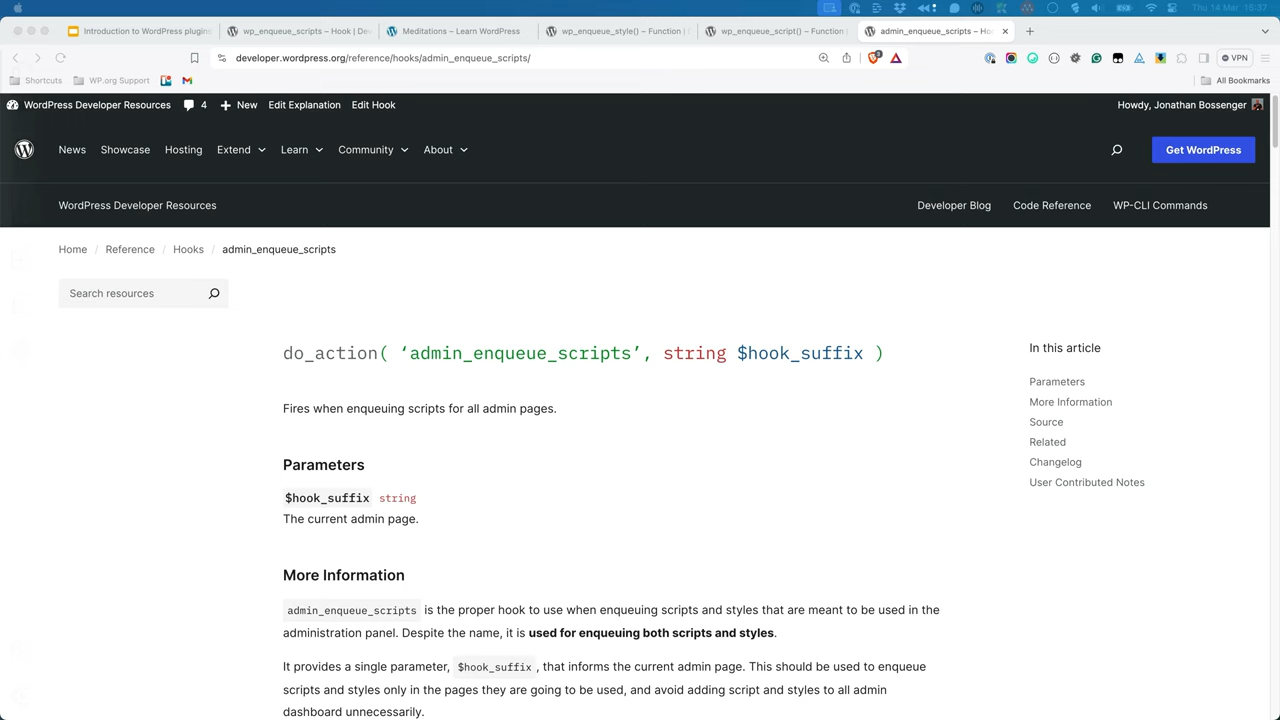 Thu 14 Mar 15:37
Introduction to WordPress plugins
wp_enqueue_scripts – Hook | Dev
Meditations – Learn WordPress
wp_enqueue_style() – Function |
wp_enqueue_script() – Function
admin_enqueue_scripts – Ho
developer.wordpress.org/reference/hooks/admin_enqueue_scripts/
VPN
Shortcuts
WP.org Support
All Bookmarks
WordPress Developer Resources 4 New Edit Explanation Edit Hook
Howdy, Jonathan Bossenger
News Showcase Hosting Extend Learn Community About
Get WordPress
WordPress Developer Resources
Developer Blog Code Reference WP-CLI Commands
Home / Reference / Hooks / admin_enqueue_scripts
Search resources
do_action( ‘admin_enqueue_scripts’, string $hook_suffix )
Fires when enqueuing scripts for all admin pages.
Parameters
$hook_suffix string
The current admin page.
More Information
admin_enqueue_scripts is the proper hook to use when enqueuing scripts and styles that are meant to be used in the
administration panel. Despite the name, it is used for enqueuing both scripts and styles.
It provides a single parameter, $hook_suffix, that informs the current admin page. This should be used to enqueue
scripts and styles only in the pages they are going to be used, and avoid adding script and styles to all admin
dashboard unnecessarily.
In this article
Parameters
More Information
Source
Related
Changelog
User Contributed Notes